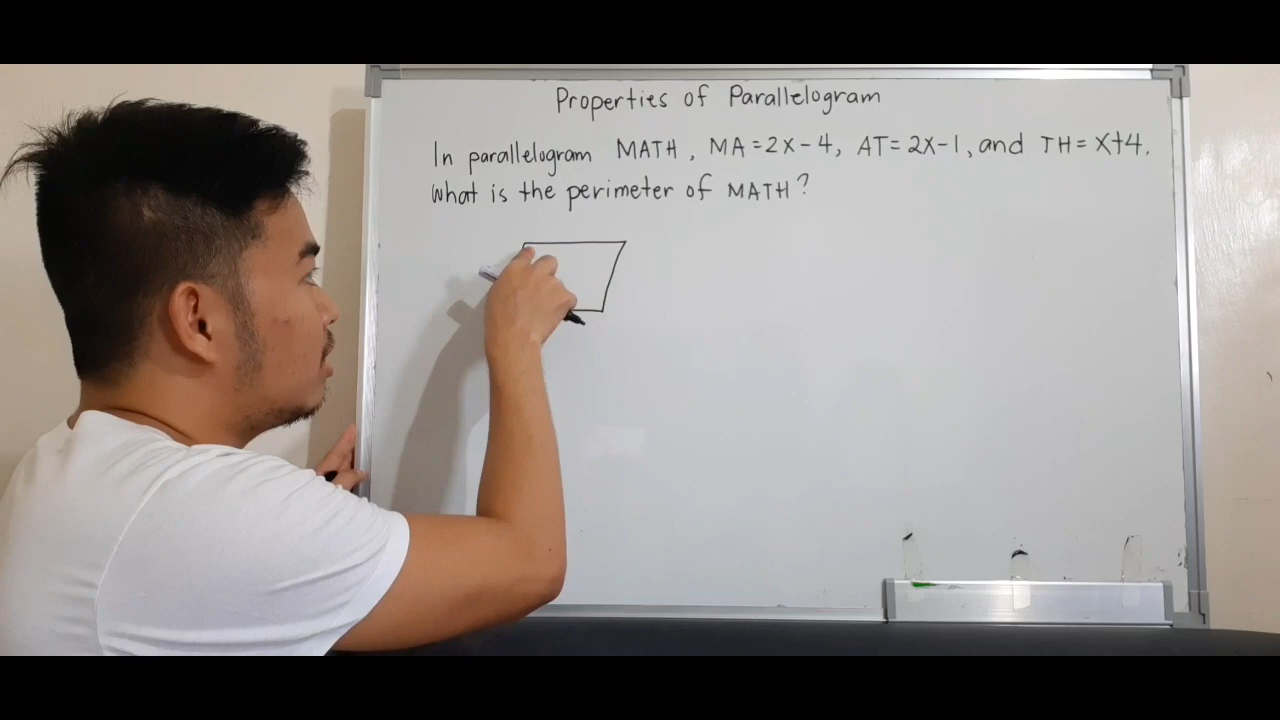 Properties of Parallelogram
In parallelogram MATH, MA=2x-4, AT=2x-1, and TH=x+4.
What is the perimeter of MATH?